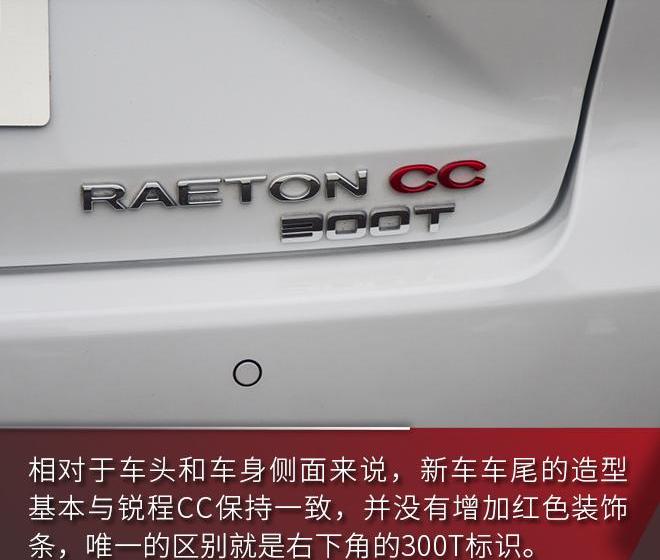 RAETON CC
300T
相对于车头和车身侧面来说，新车车尾的造型
基本与锐程CC保持一致，并没有增加红色装饰
条，唯一的区别就是右下角的300T标识。